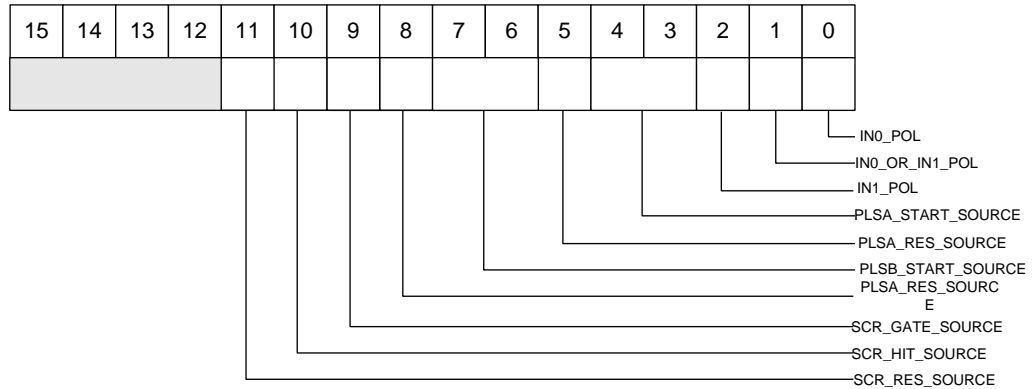 15 14 13 12 11 10 9 8 7 6 5 4 3 2 1 0
IN0_POL
IN0_OR_IN1_POL
IN1_POL
PLSA_START_SOURCE
PLSA_RES_SOURCE
PLSB_START_SOURCE
PLSA_RES_SOURC
E
SCR_GATE_SOURCE
SCR_HIT_SOURCE
SCR_RES_SOURCE